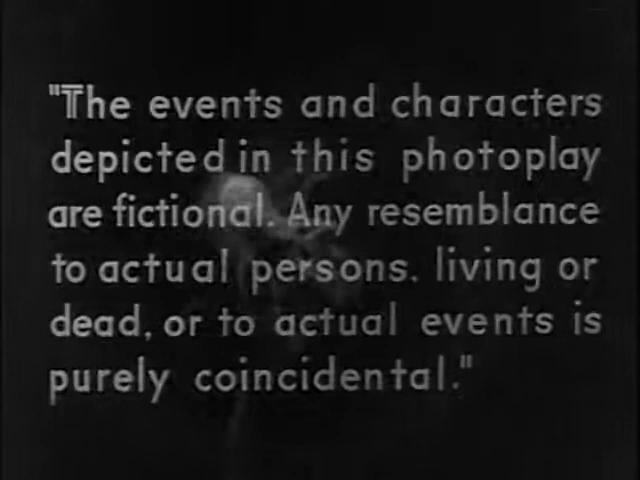 "The events and characters
depicted in this photoplay
are fictional. Any resemblance
to actual persons. living or
dead, or to actual events is
purely coincidental."